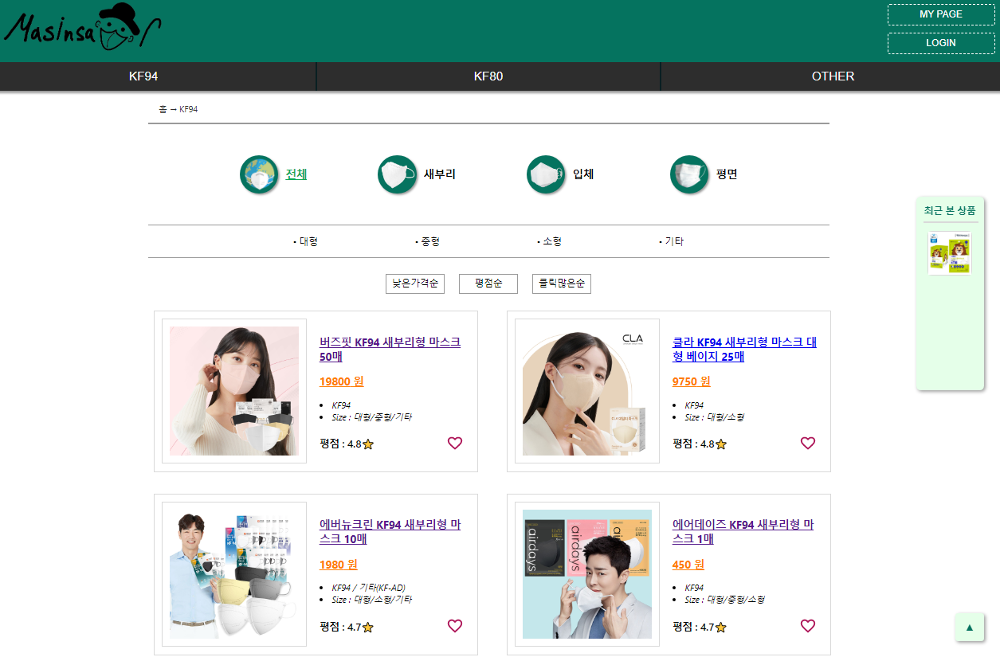 Masinsa
MY PAGE
LOGIN
KF94
KF80
OTHER
홈 → KF94
전체
새부리
입체
평면
최근 본 상품
• 대형
• 중형
• 소형
• 기타
낮은가격순
평점순
클릭많은순
버즈핏 KF94 새부리형 마스크
50매
19800 원
• KF94
• Size : 대형/중형/기타
평점 : 4.8
CLA
클라 KF94 새부리형 마스크 대
형 베이지 25매
9750 원
• KF94
• Size : 대형/소형
평점 : 4.8
에버뉴크린 KF94 새부리형 마
스크 10매
1980 원
• KF94 / 기타(KF-AD)
• Size : 대형/소형/기타
평점 : 4.7
airdays
airdays
에어데이즈 KF94 새부리형 마
스크 1매
450 원
• KF94
• Size : 대형/중형/소형
평점 : 4.7
▲